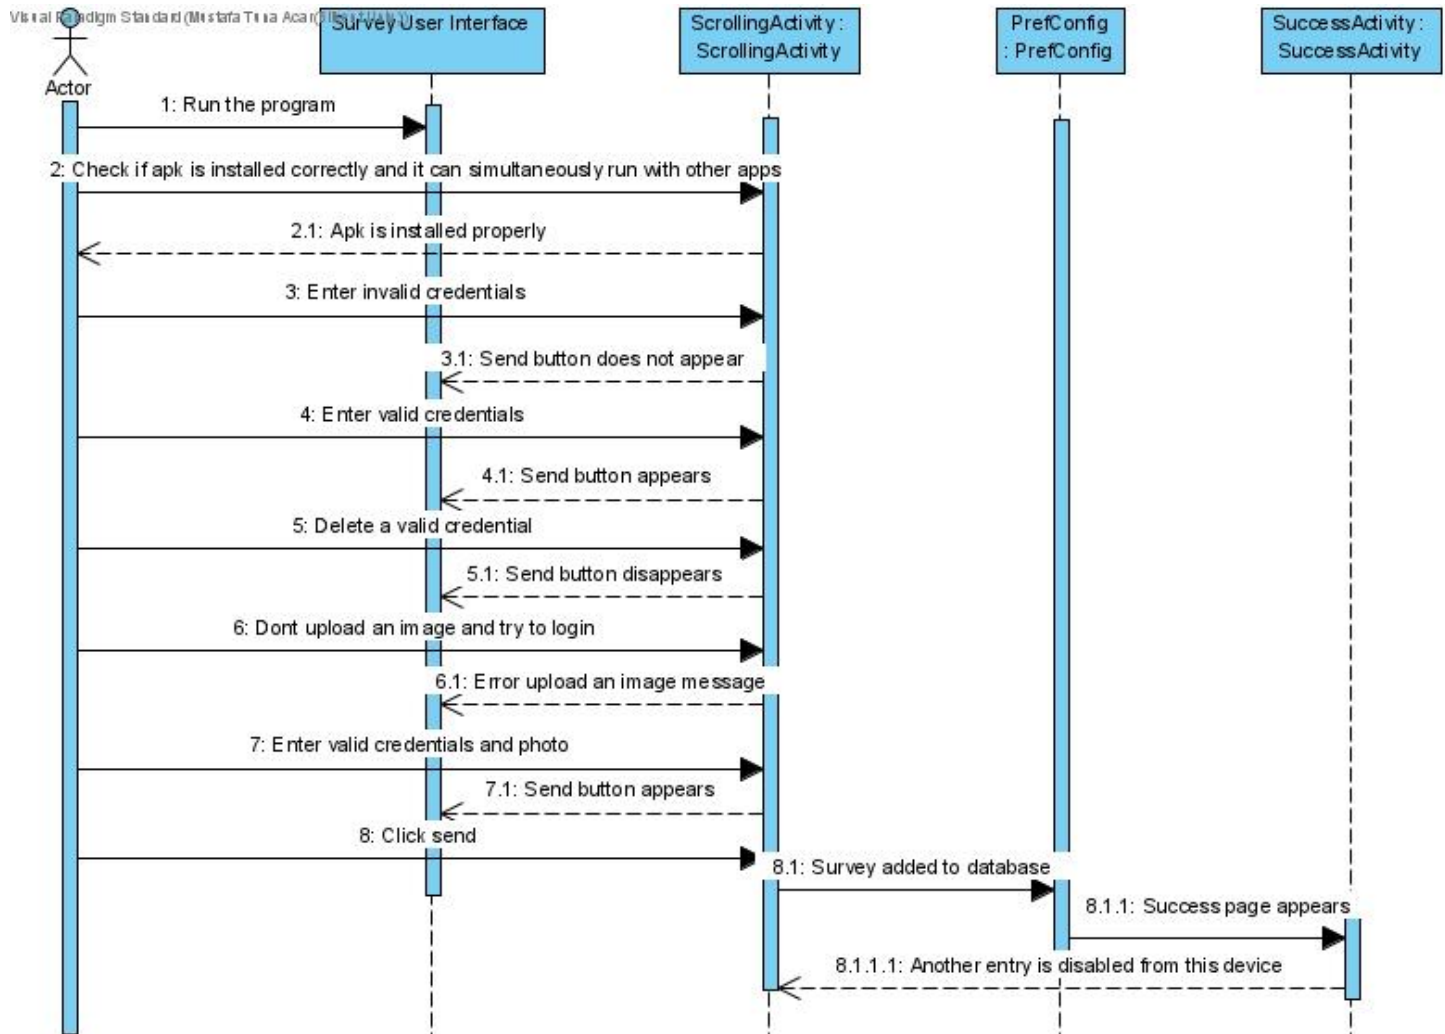 Visual Paradigm Standard (Mustafa Tuna Acar(
Survey User Interface
ScrollingActivity :
ScrollingActivity
PrefConfig
: PrefConfig
SuccessActivity :
SuccessActivity
Actor
1: Run the program
2: Check if apk is installed correctly and it can simultaneously run with other apps
2.1: Apk is installed properly
3: Enter invalid credentials
3.1: Send button does not appear
4: Enter valid credentials
4.1: Send button appears
5: Delete a valid credential
5.1: Send button disappears
6: Dont upload an image and try to login
6.1: Error upload an image message
7: Enter valid credentials and photo
7.1: Send button appears
8: Click send
8.1: Survey added to database
8.1.1: Success page appears
8.1.1.1: Another entry is disabled from this device